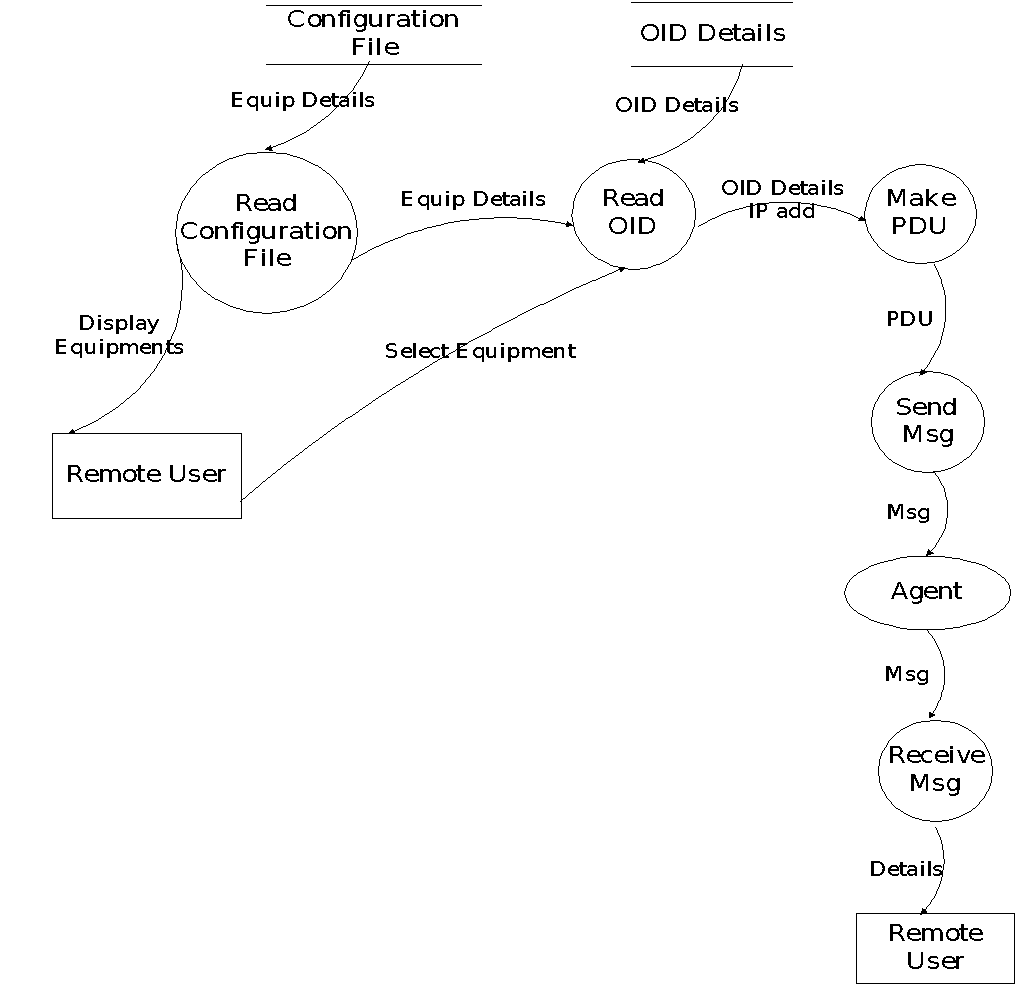 Configuration
File
OID Details
Equip Details
OID Details
Read
Configuration
File
Equip Details
Read
OID
OID Details
IP add
Make
PDU
Display
Equipments
Select Equipment
PDU
Remote User
Send
Msg
Msg
Agent
Msg
Receive
Msg
Details
Remote
User